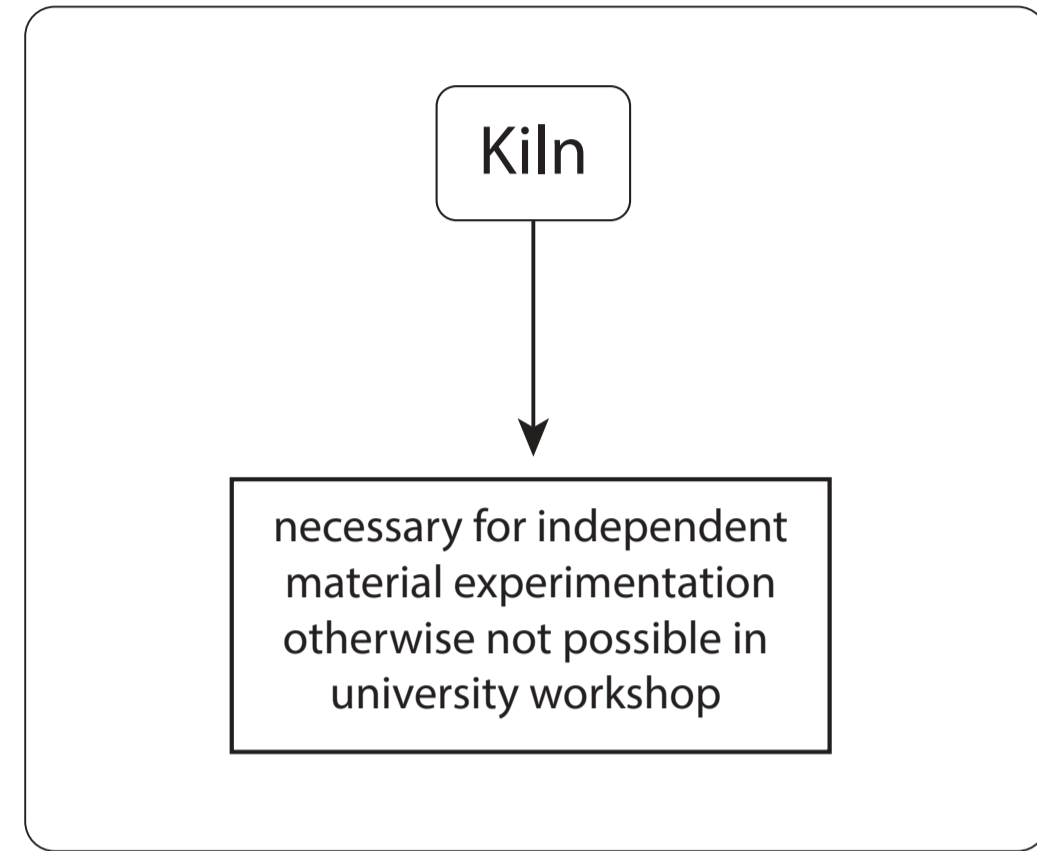 Kiln
necessary for independent
material experimentation
otherwise not possible in
university workshop